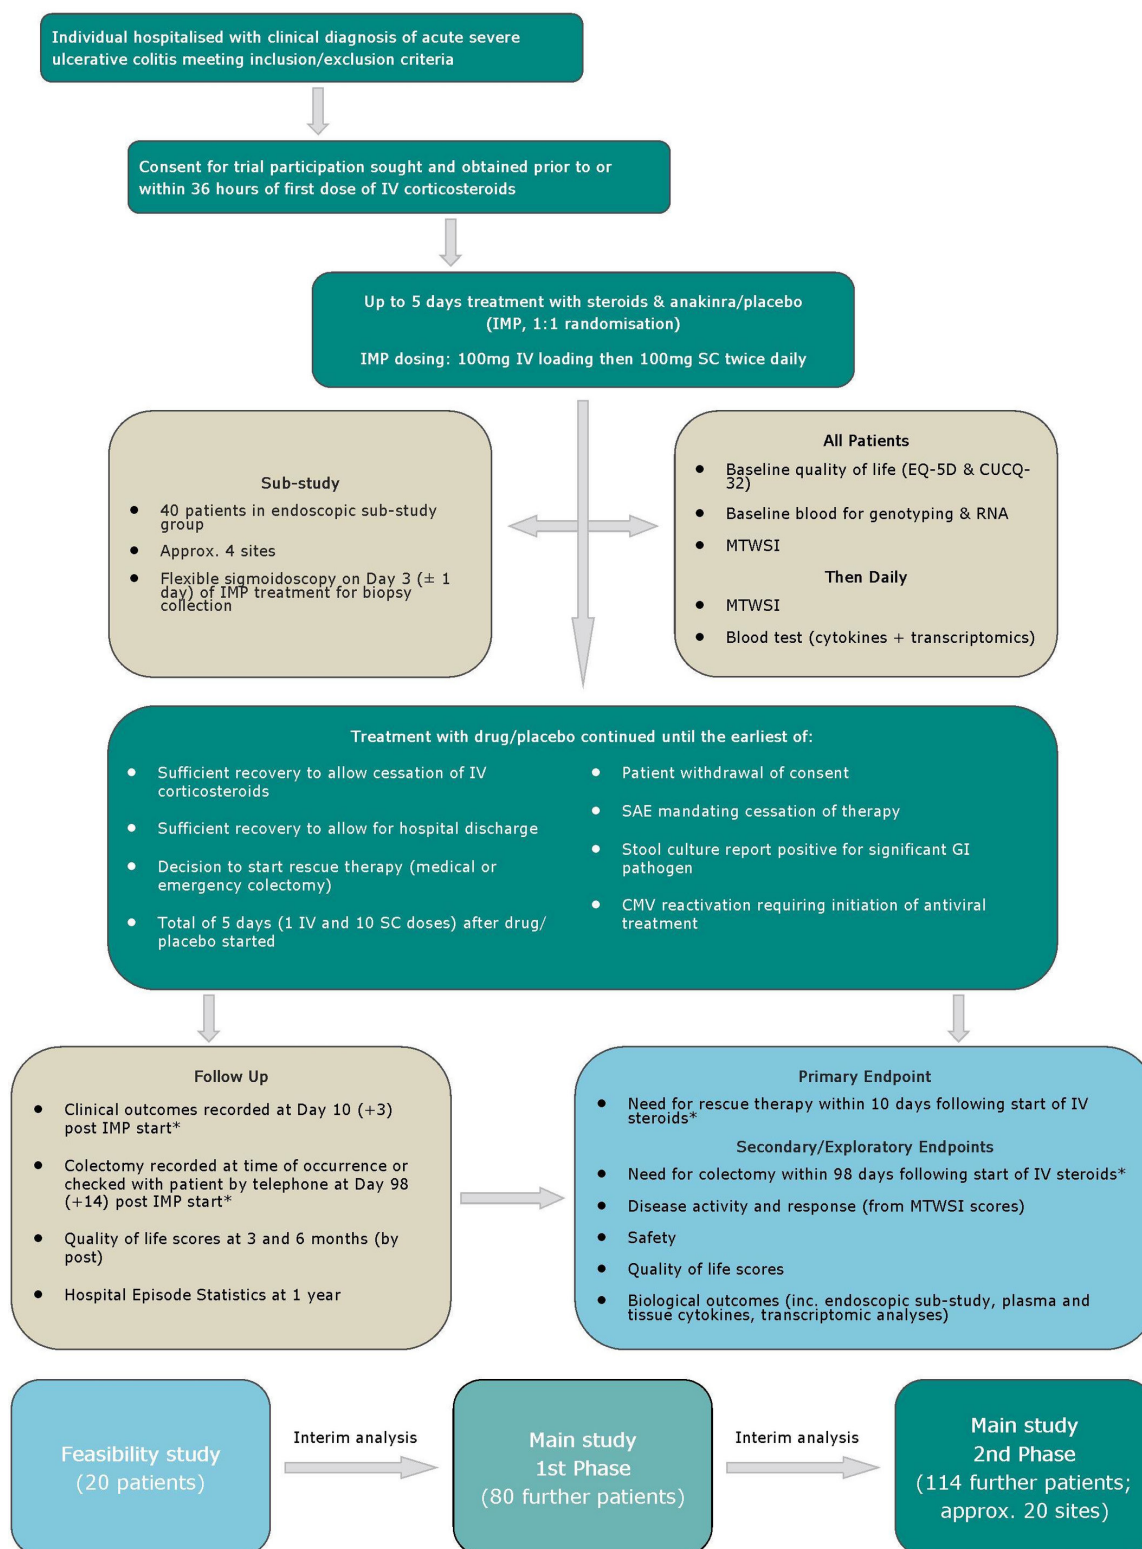 Individual hospitalised with clinical diagnosis of acute severe
ulcerative colitis meeting inclusion/exclusion criteria
Consent for trial participation sought and obtained prior to or
within 36 hours of first dose of IV corticosteroids
Up to 5 days treatment with steroids & anakinra/placebo
(IMP, 1:1 randomisation)
IMP dosing: 100mg IV loading then 100mg SC twice daily
Sub-study
● 40 patients in endoscopic sub-study
group
● Approx. 4 sites
● Flexible sigmoidoscopy on Day 3 (± 1
day) of IMP treatment for biopsy
collection
All Patients
● Baseline quality of life (EQ-5D & CUCQ-
32)
● Baseline blood for genotyping & RNA
● MTWSI
Then Daily
● MTWSI
● Blood test (cytokines + transcriptomics)
Treatment with drug/placebo continued until the earliest of:
● Sufficient recovery to allow cessation of IV
corticosteroids
● Sufficient recovery to allow for hospital discharge
● Decision to start rescue therapy (medical or
emergency colectomy)
● Total of 5 days (1 IV and 10 SC doses) after drug/
placebo started
● Patient withdrawal of consent
● SAE mandating cessation of therapy
● Stool culture report positive for significant GI
pathogen
● CMV reactivation requiring initiation of antiviral
treatment
Follow Up
● Clinical outcomes recorded at Day 10 (+3)
post IMP start*
● Colectomy recorded at time of occurrence or
checked with patient by telephone at Day 98
(+14) post IMP start*
● Quality of life scores at 3 and 6 months (by
post)
● Hospital Episode Statistics at 1 year
Primary Endpoint
● Need for rescue therapy within 10 days following start of IV
steroids*
Secondary/Exploratory Endpoints
● Need for colectomy within 98 days following start of IV steroids*
● Disease activity and response (from MTWSI scores)
● Safety
● Quality of life scores
● Biological outcomes (inc. endoscopic sub-study, plasma and
tissue cytokines, transcriptomic analyses)
Feasibility study
(20 patients)
Interim analysis
Main study
1st Phase
(80 further patients)
Interim analysis
Main study
2nd Phase
(114 further patients;
approx. 20 sites)